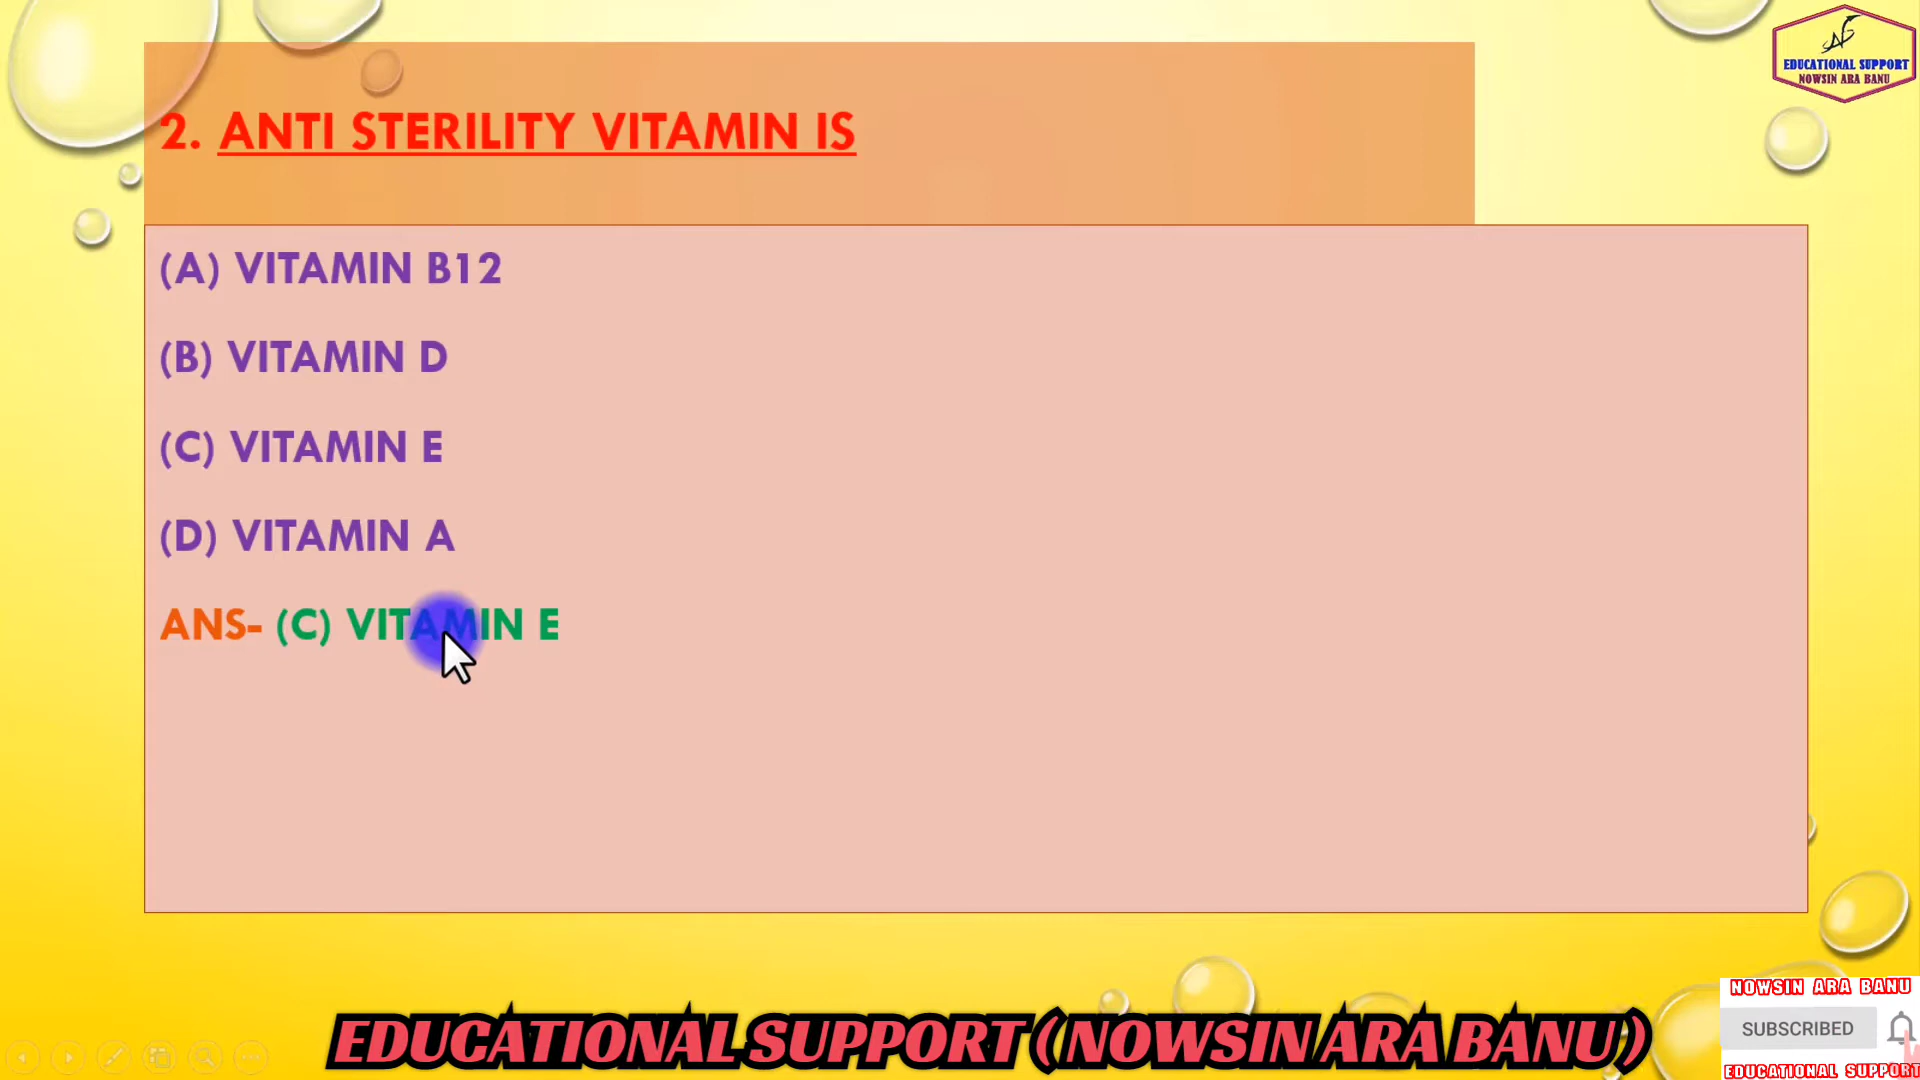 EDUCATIONAL SUPPORT
NOWSIN ARA BANU
2. ANTI STERILITY VITAMIN IS
(A) VITAMIN B12
(B) VITAMIN D
(C) VITAMIN E
(D) VITAMIN A
ANS- (C) VITAMIN E
EDUCATIONAL SUPPORT (NOWSIN ARA BANU)
NOWSIN ARA BANU
SUBSCRIBED
EDUCATIONAL SUPPORT